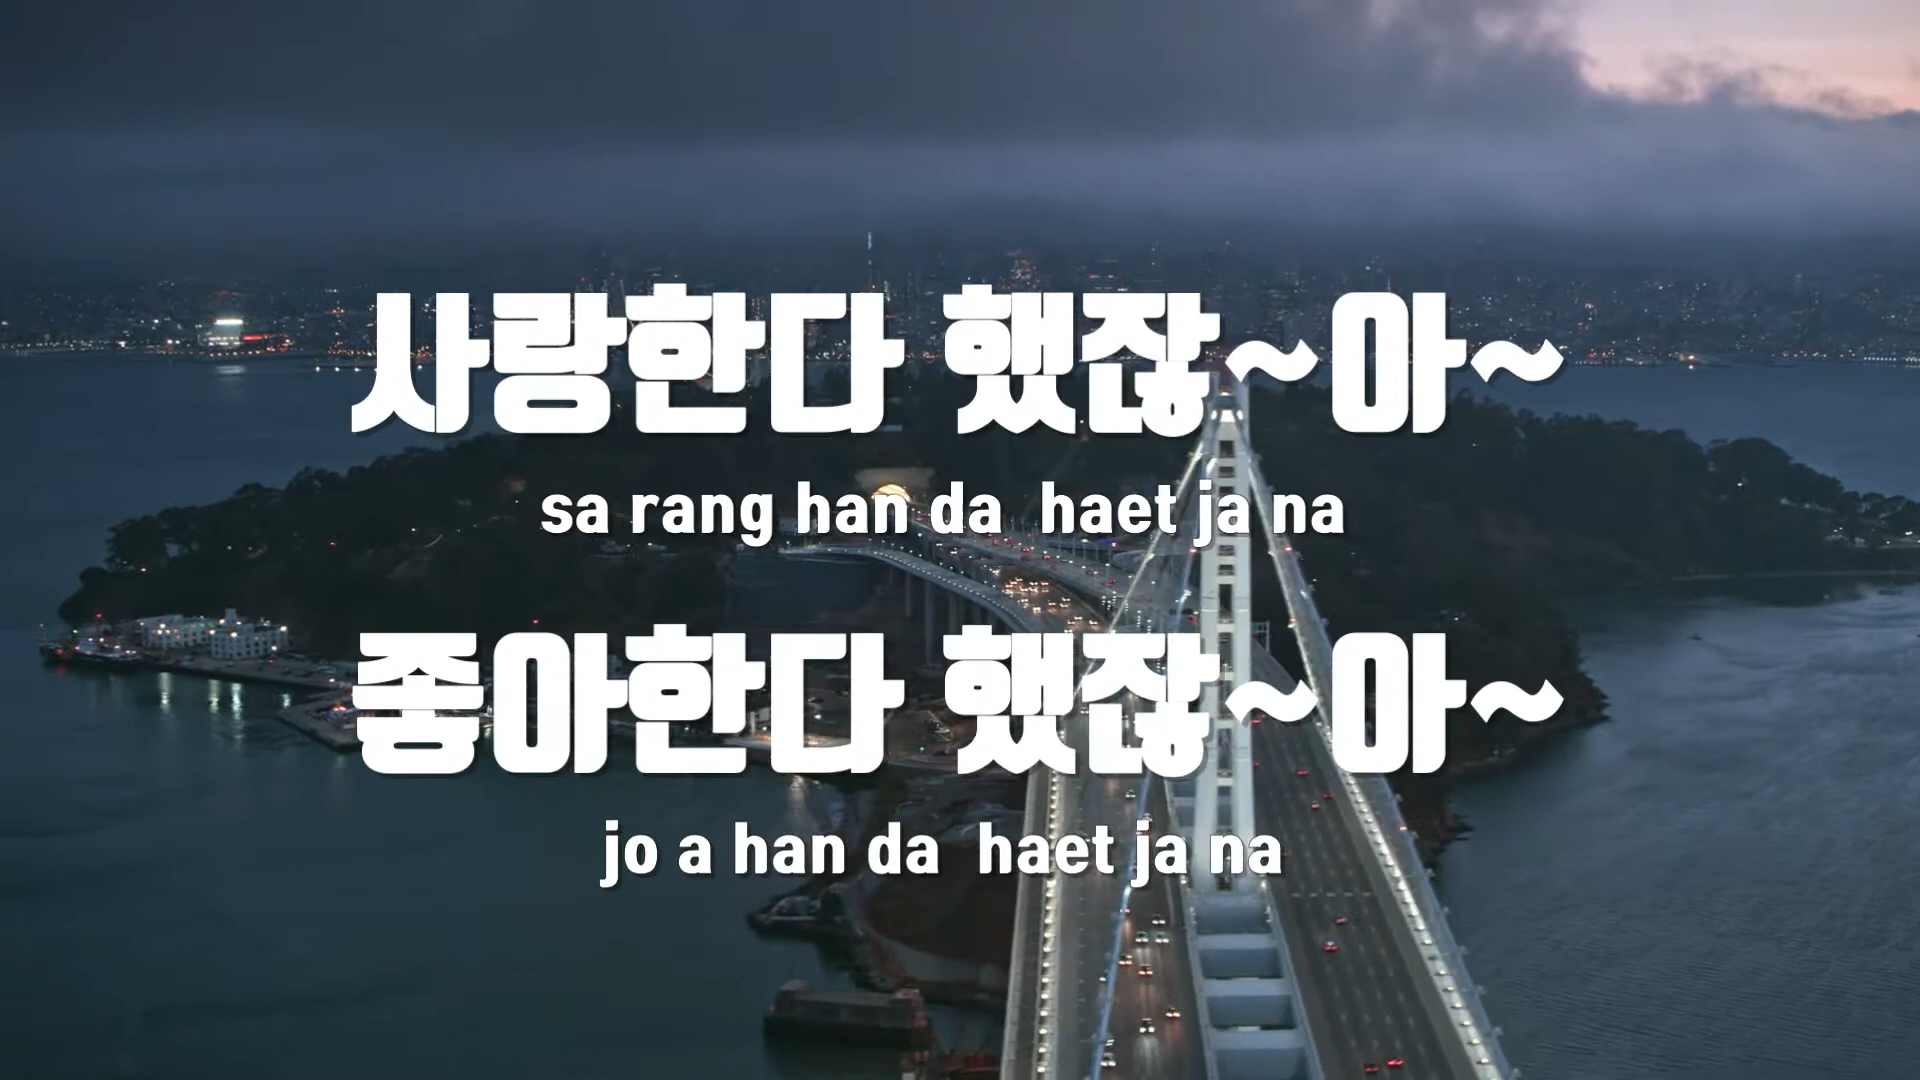 사랑한다 했잖~아~
sa rang han da haet ja na
좋아한다 했잖~아~
jo a han da haet ja na